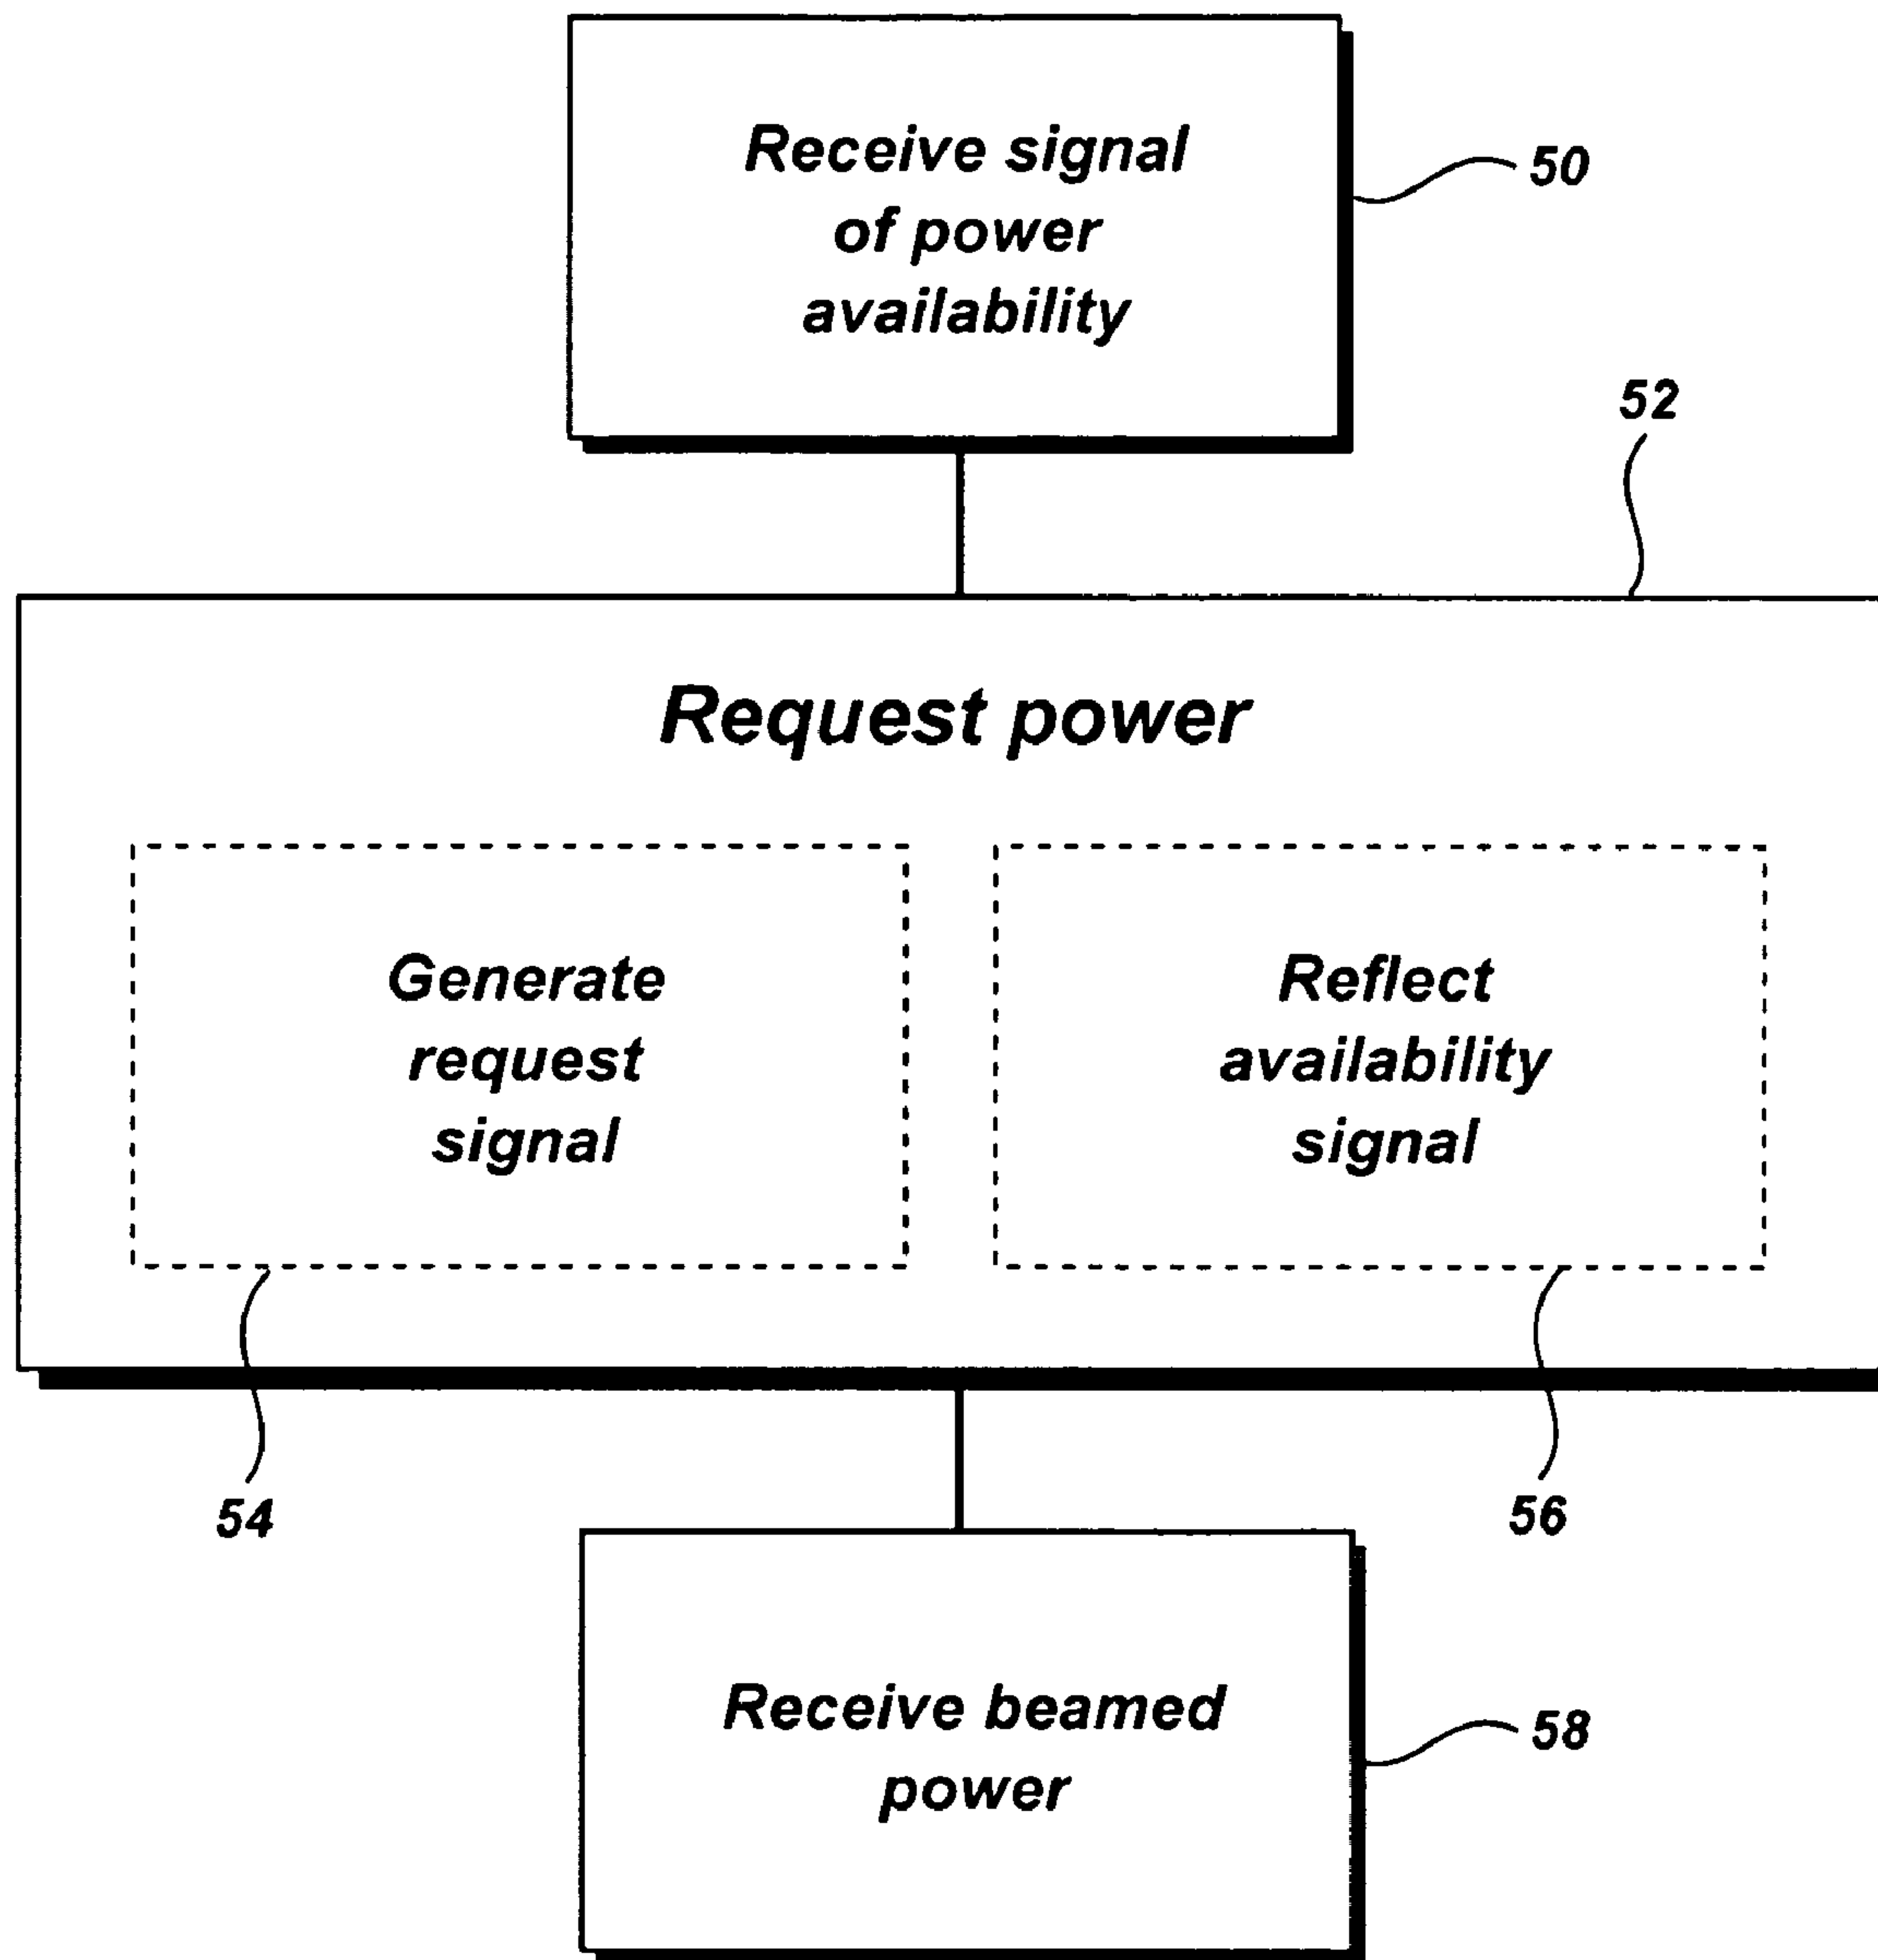 Receive signal
of power
availability
50
52
Request power
Generate
request
signal
Reflect
availability
signal
54
56
Receive beamed
power
58